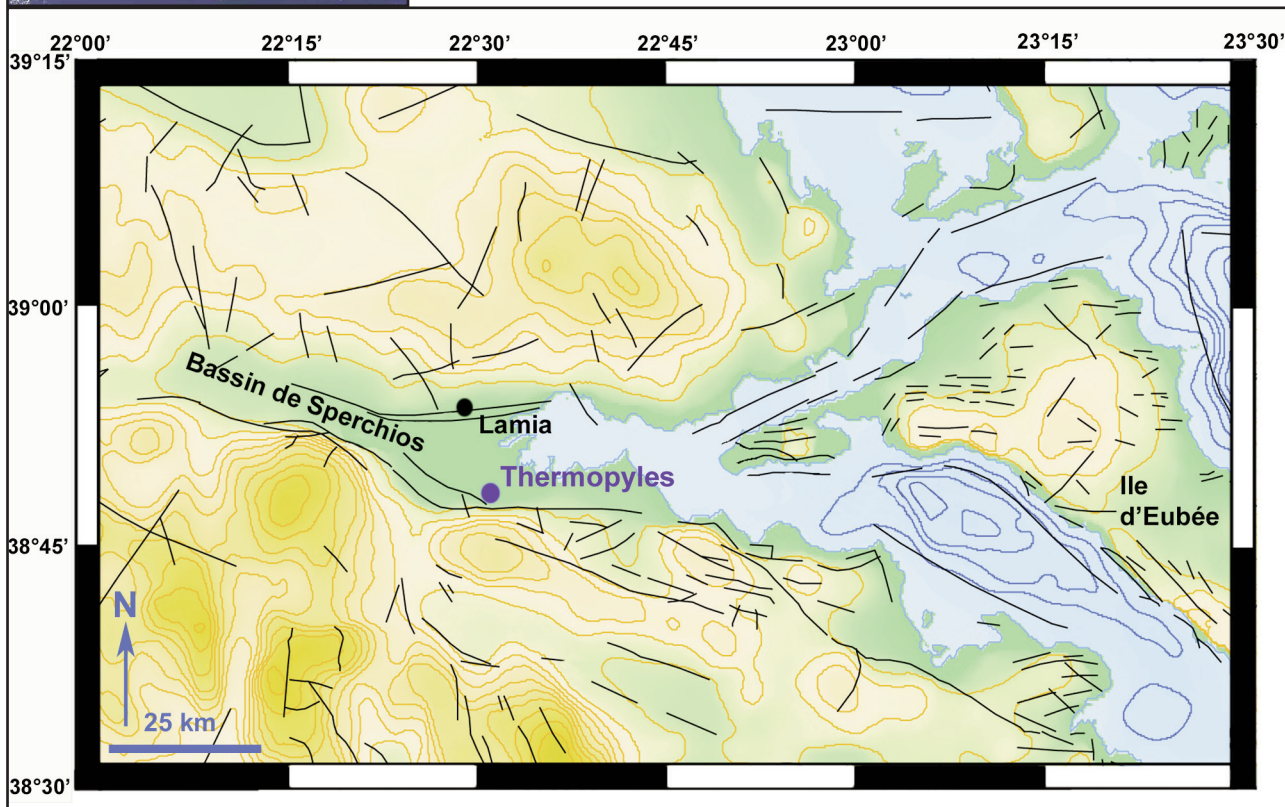 22°00’ 22°15’ 22°30’ 22°45’ 23°00’ 23°15’ 23°30’
39°15’
39°00’
Bassin de Sperchios
Lamia
Thermopyles
Ile
d’Eubée
38°45’
N
25 km
38°30’